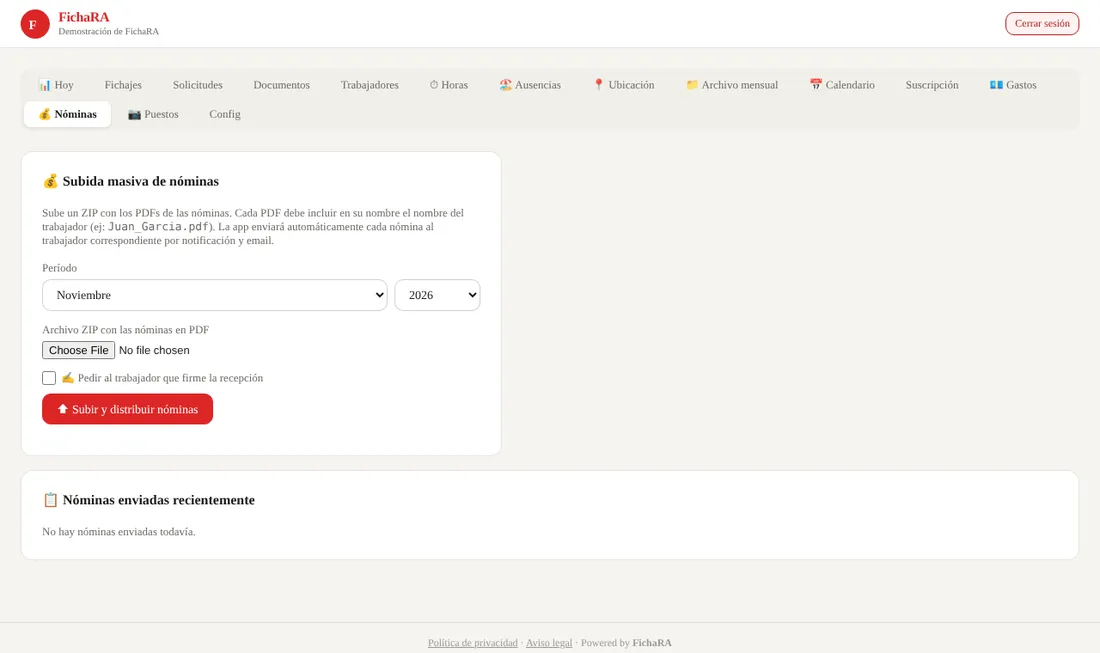 F
FichaRA
Demostración de FichaRA
Cerrar sesión
📊 Hoy
Fichajes
Solicitudes
Documentos
Trabajadores
⏱ Horas
🏖️ Ausencias
📍 Ubicación
📁 Archivo mensual
📅 Calendario
Suscripción
💶 Gastos
💰 Nóminas
📷 Puestos
Config
💰 Subida masiva de nóminas
Sube un ZIP con los PDFs de las nóminas. Cada PDF debe incluir en su nombre el nombre del
trabajador (ej: Juan_Garcia.pdf). La app enviará automáticamente cada nómina al
trabajador correspondiente por notificación y email.
Período
Noviembre
2026
Archivo ZIP con las nóminas en PDF
Choose File No file chosen
✍️ Pedir al trabajador que firme la recepción
⬆ Subir y distribuir nóminas
📋 Nóminas enviadas recientemente
No hay nóminas enviadas todavía.
Política de privacidad · Aviso legal · Powered by FichaRA